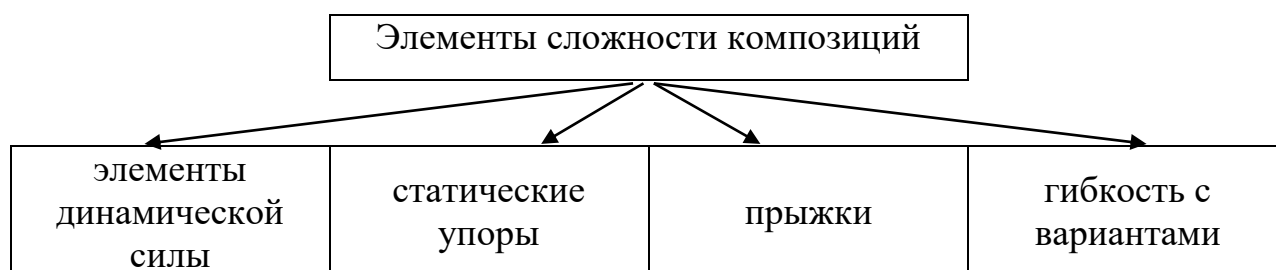 Элементы сложности композиций
элементы
динамической
силы
статические
упоры
прыжки
гибкость с
вариантами